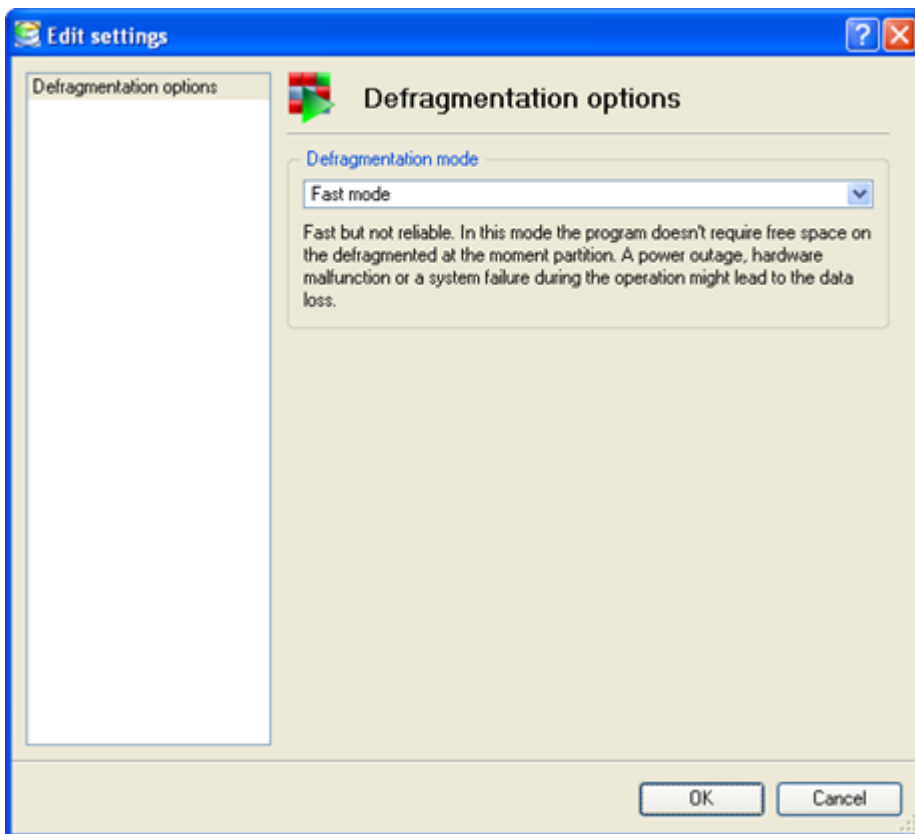 Edit settings
Defragmentation options
Defragmentation options
Defragmentation mode
Fast mode
Fast but not reliable. In this mode the program doesn't require free space on
the defragmented at the moment partition. A power outage, hardware
malfunction or a system failure during the operation might lead to the data
loss.
OK
Cancel